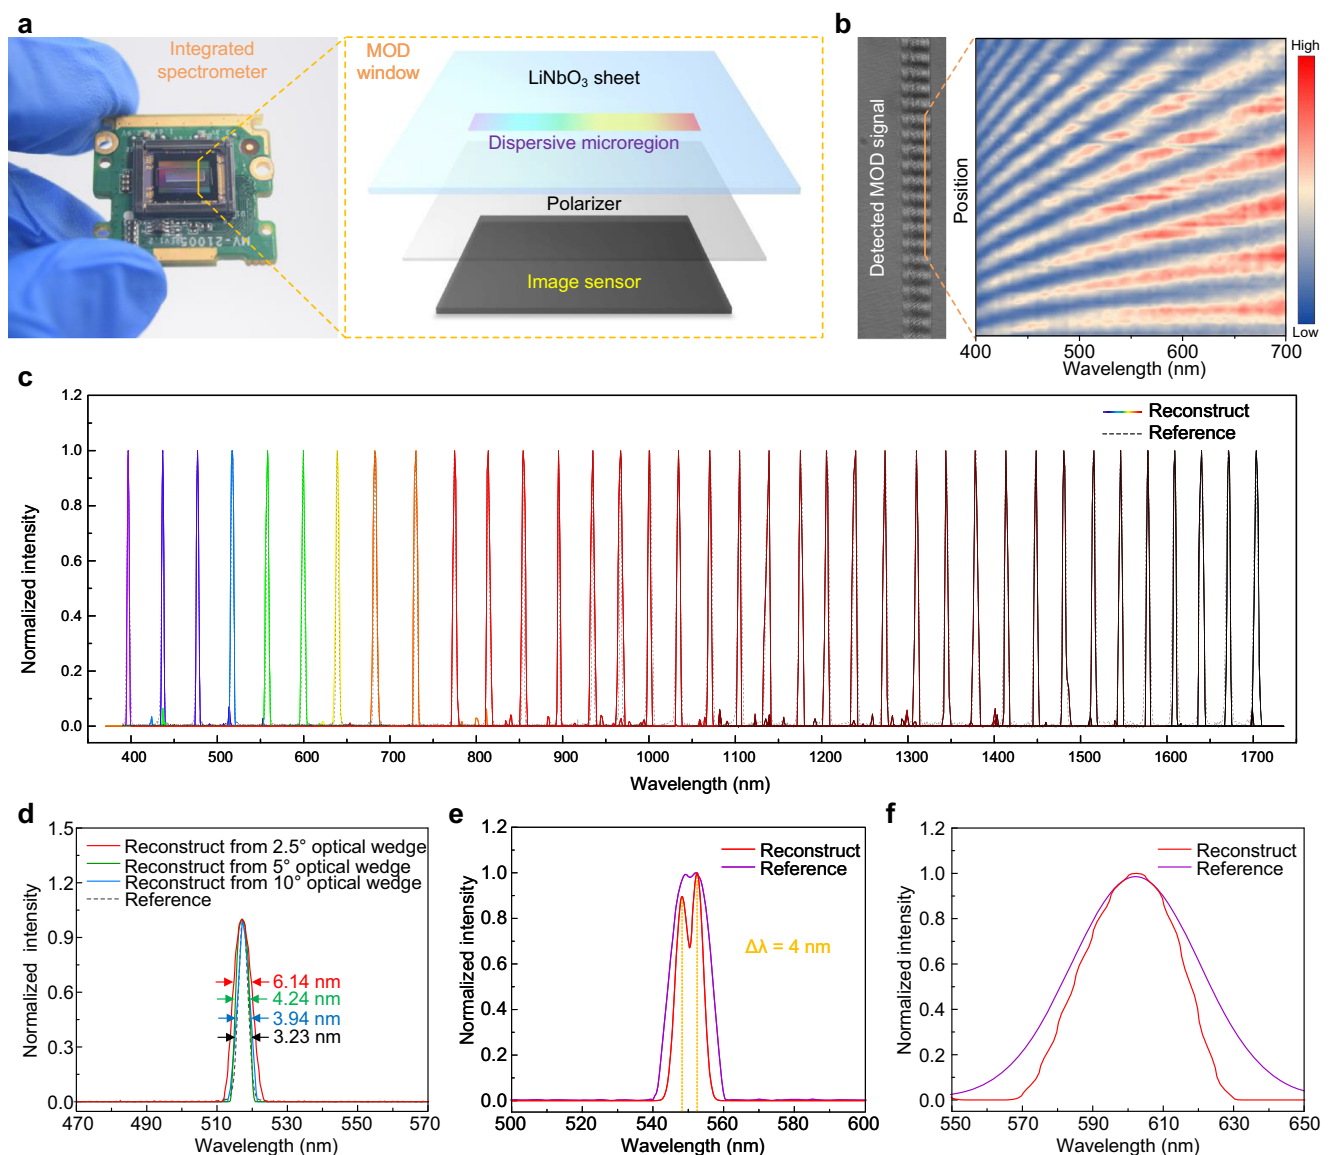 a
Integrated
spectrometer
MOD
window
LiNbO₃ sheet
Dispersive microregion
Polarizer
Image sensor
b
Detected MOD signal
Position
High
Low
400
500
600
700
Wavelength (nm)
c
1.2
1.0
0.8
0.6
0.4
0.2
0.0
Normalized intensity
Reconstruct
Reference
400 500 600 700 800 900 1000 1100 1200 1300 1400 1500 1600 1700
Wavelength (nm)
d
1.5
1.2
0.9
0.6
0.3
0.0
Normalized intensity
Reconstruct from 2.5° optical wedge
Reconstruct from 5° optical wedge
Reconstruct from 10° optical wedge
Reference
6.14 nm
4.24 nm
3.94 nm
3.23 nm
470 490 510 530 550 570
Wavelength (nm)
e
1.2
1.0
0.8
0.6
0.4
0.2
0.0
Normalized intensity
Reconstruct
Reference
Δλ = 4 nm
500 520 540 560 580 600
Wavelength (nm)
f
1.2
1.0
0.8
0.6
0.4
0.2
0.0
Normalized intensity
Reconstruct
Reference
550 570 590 610 630 650
Wavelength (nm)